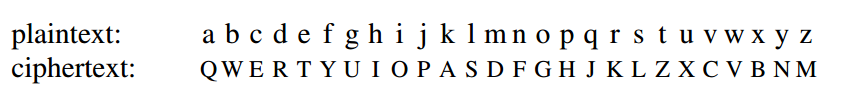 plaintext: a b c d e f g h i j k l m n o p q r s t u v w x y z
ciphertext: Q W E R T Y U I O P A S D F G H J K L Z X C V B N M